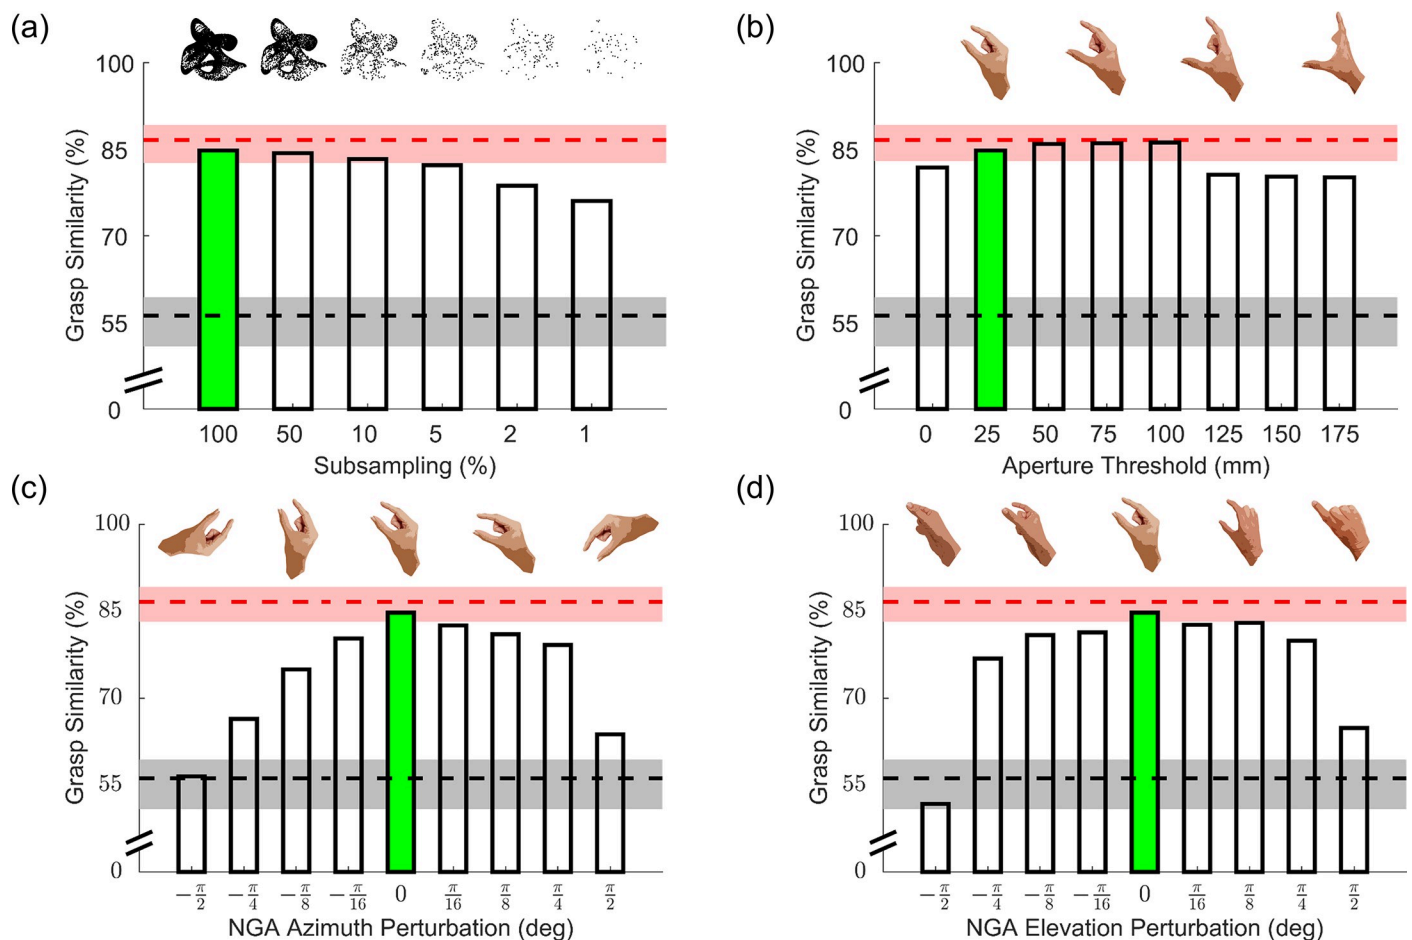 (a)
100
85
70
55
0
Grasp Similarity (%)
100 50 10 5 2 1
Subsampling (%)
(b)
100
85
70
55
0
Grasp Similarity (%)
0 25 50 75 100 125 150 175
Aperture Threshold (mm)
(c)
100
85
70
55
0
Grasp Similarity (%)
−π/2 −π/4 −π/8 −π/16 0 π/16 π/8 π/4 π/2
NGA Azimuth Perturbation (deg)
(d)
100
85
70
55
0
Grasp Similarity (%)
−π/2 −π/4 −π/8 −π/16 0 π/16 π/8 π/4 π/2
NGA Elevation Perturbation (deg)